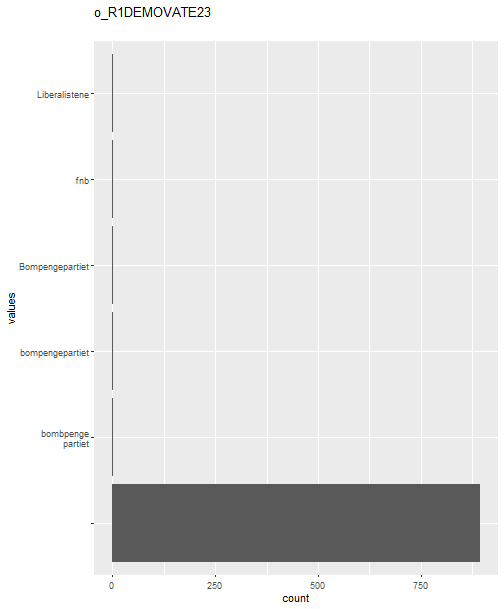 o_R1DEMOVATE23
Liberalistene
fnb
Bompengepartiet
values
bompengepartiet
bombpenge
partiet
0
250
500
750
count